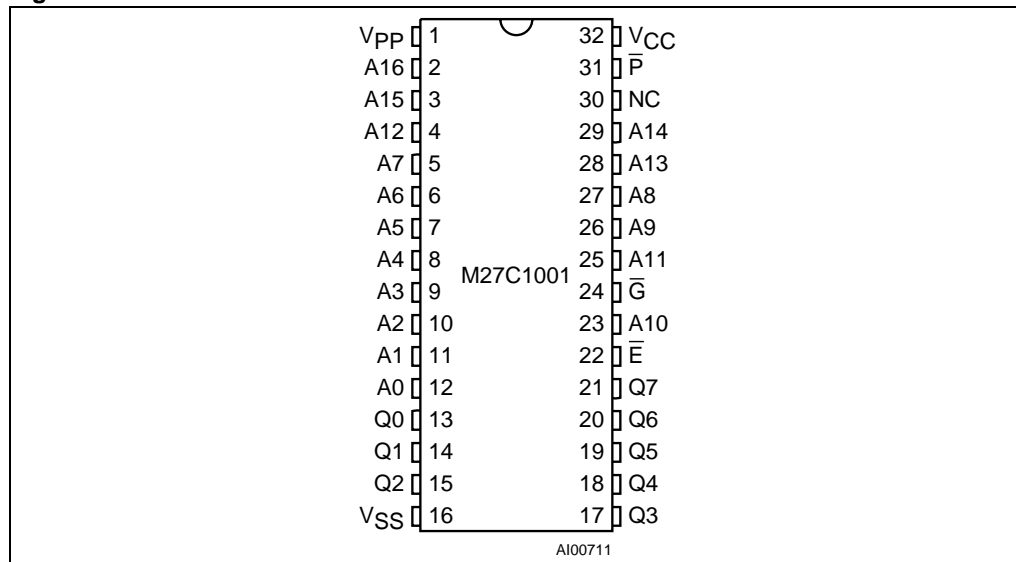 VPP 1 32 VCC
A16 2 31 P̅
A15 3 30 NC
A12 4 29 A14
A7 5 28 A13
A6 6 27 A8
A5 7 26 A9
A4 8 25 A11
M27C1001
A3 9 24 G̅
A2 10 23 A10
A1 11 22 E̅
A0 12 21 Q7
Q0 13 20 Q6
Q1 14 19 Q5
Q2 15 18 Q4
VSS 16 17 Q3
AI00711